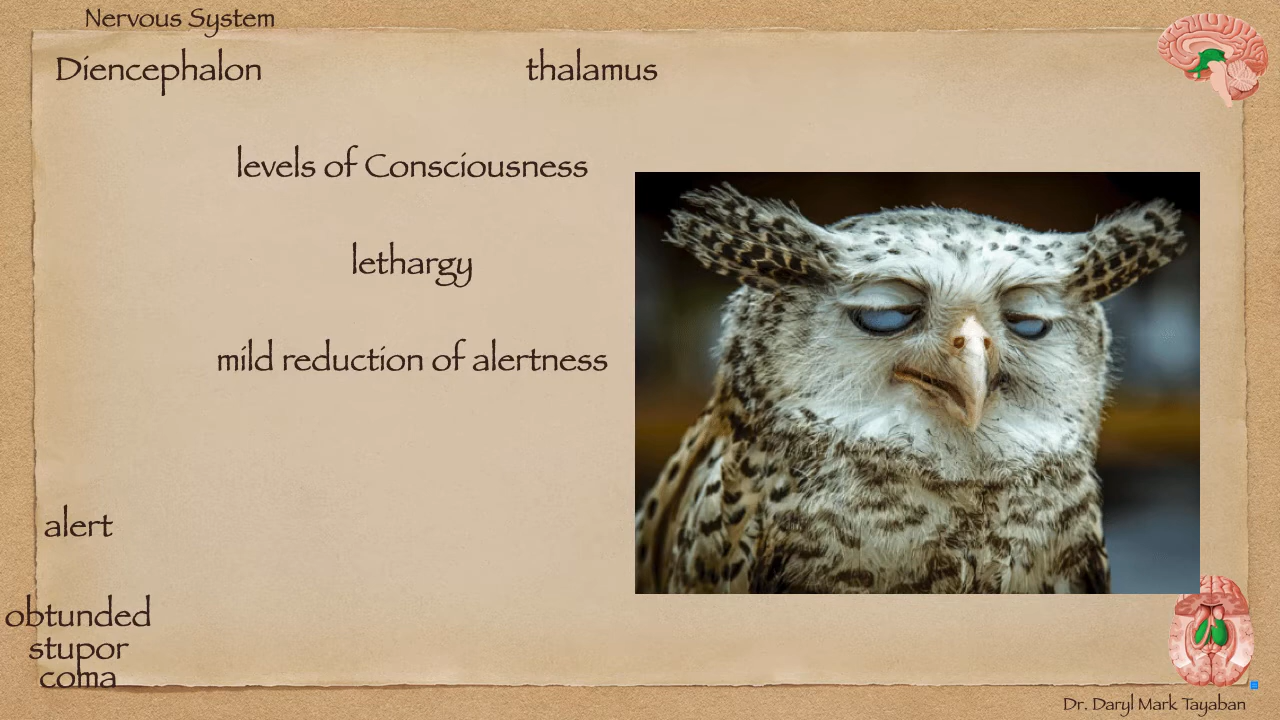 Nervous System
Diencephalon
thalamus
levels of Consciousness
lethargy
mild reduction of alertness
alert
obtunded
stupor
coma
Dr. Daryl Mark Tayaban